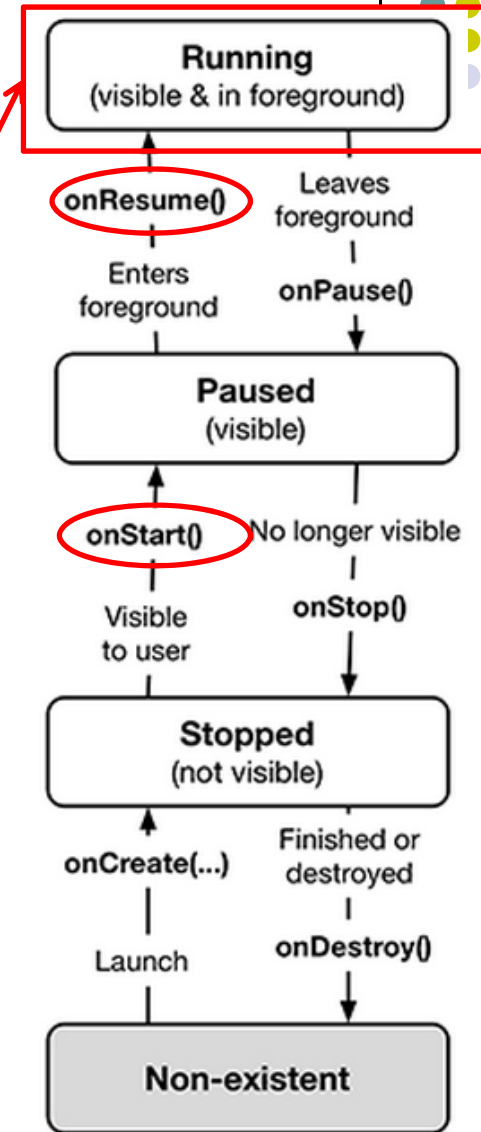 Running
(visible & in foreground)
onResume()
Leaves
foreground
Enters
foreground
onPause()
Paused
(visible)
onStart()
No longer visible
Visible
to user
onStop()
Stopped
(not visible)
onCreate(...)
Finished or
destroyed
Launch
onDestroy()
Non-existent